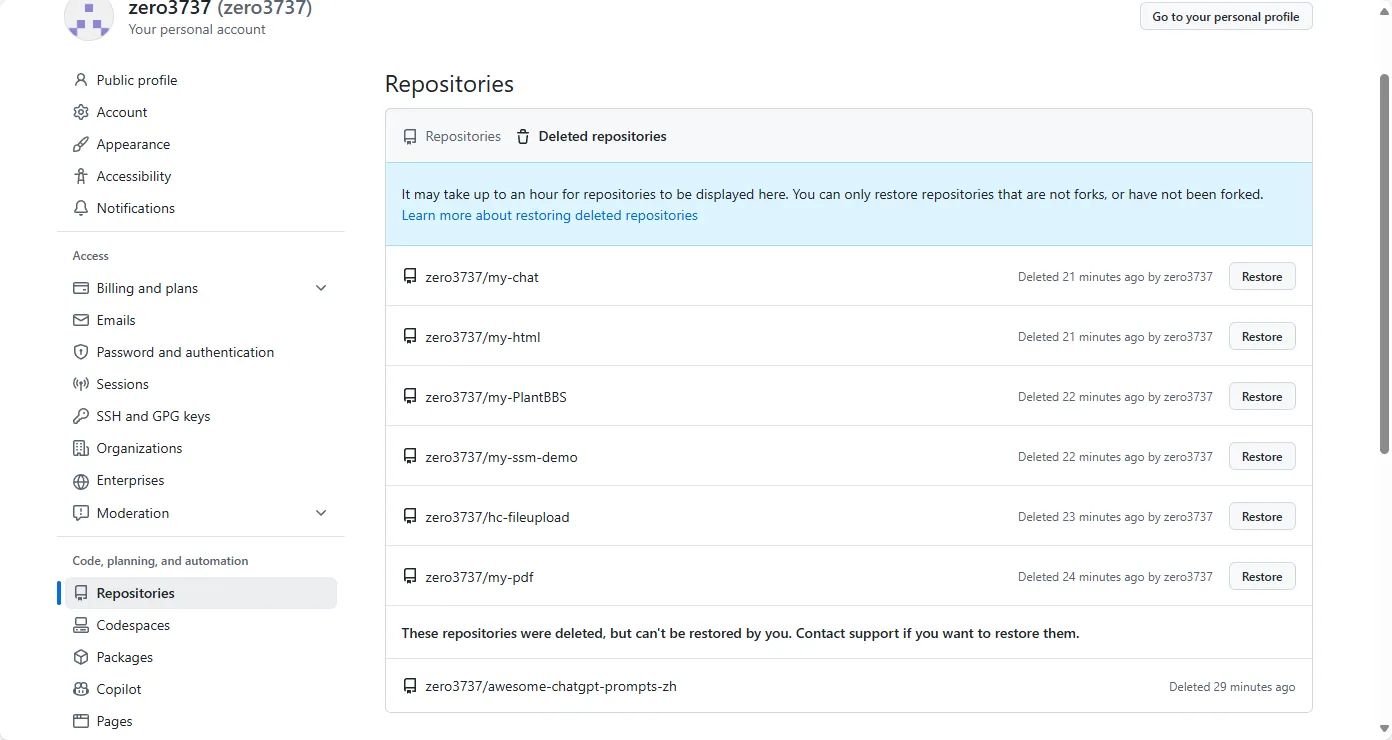 zero3737 (zero3737)
Your personal account
Go to your personal profile
Public profile
Account
Appearance
Accessibility
Notifications
Access
Billing and plans
Emails
Password and authentication
Sessions
SSH and GPG keys
Organizations
Enterprises
Moderation
Code, planning, and automation
Repositories
Codespaces
Packages
Copilot
Pages
Repositories
Repositories Deleted repositories
It may take up to an hour for repositories to be displayed here. You can only restore repositories that are not forks, or have not been forked.
Learn more about restoring deleted repositories
zero3737/my-chat Deleted 21 minutes ago by zero3737 Restore
zero3737/my-html Deleted 21 minutes ago by zero3737 Restore
zero3737/my-PlantBBS Deleted 22 minutes ago by zero3737 Restore
zero3737/my-ssm-demo Deleted 22 minutes ago by zero3737 Restore
zero3737/hc-fileupload Deleted 23 minutes ago by zero3737 Restore
zero3737/my-pdf Deleted 24 minutes ago by zero3737 Restore
These repositories were deleted, but can't be restored by you. Contact support if you want to restore them.
zero3737/awesome-chatgpt-prompts-zh Deleted 29 minutes ago